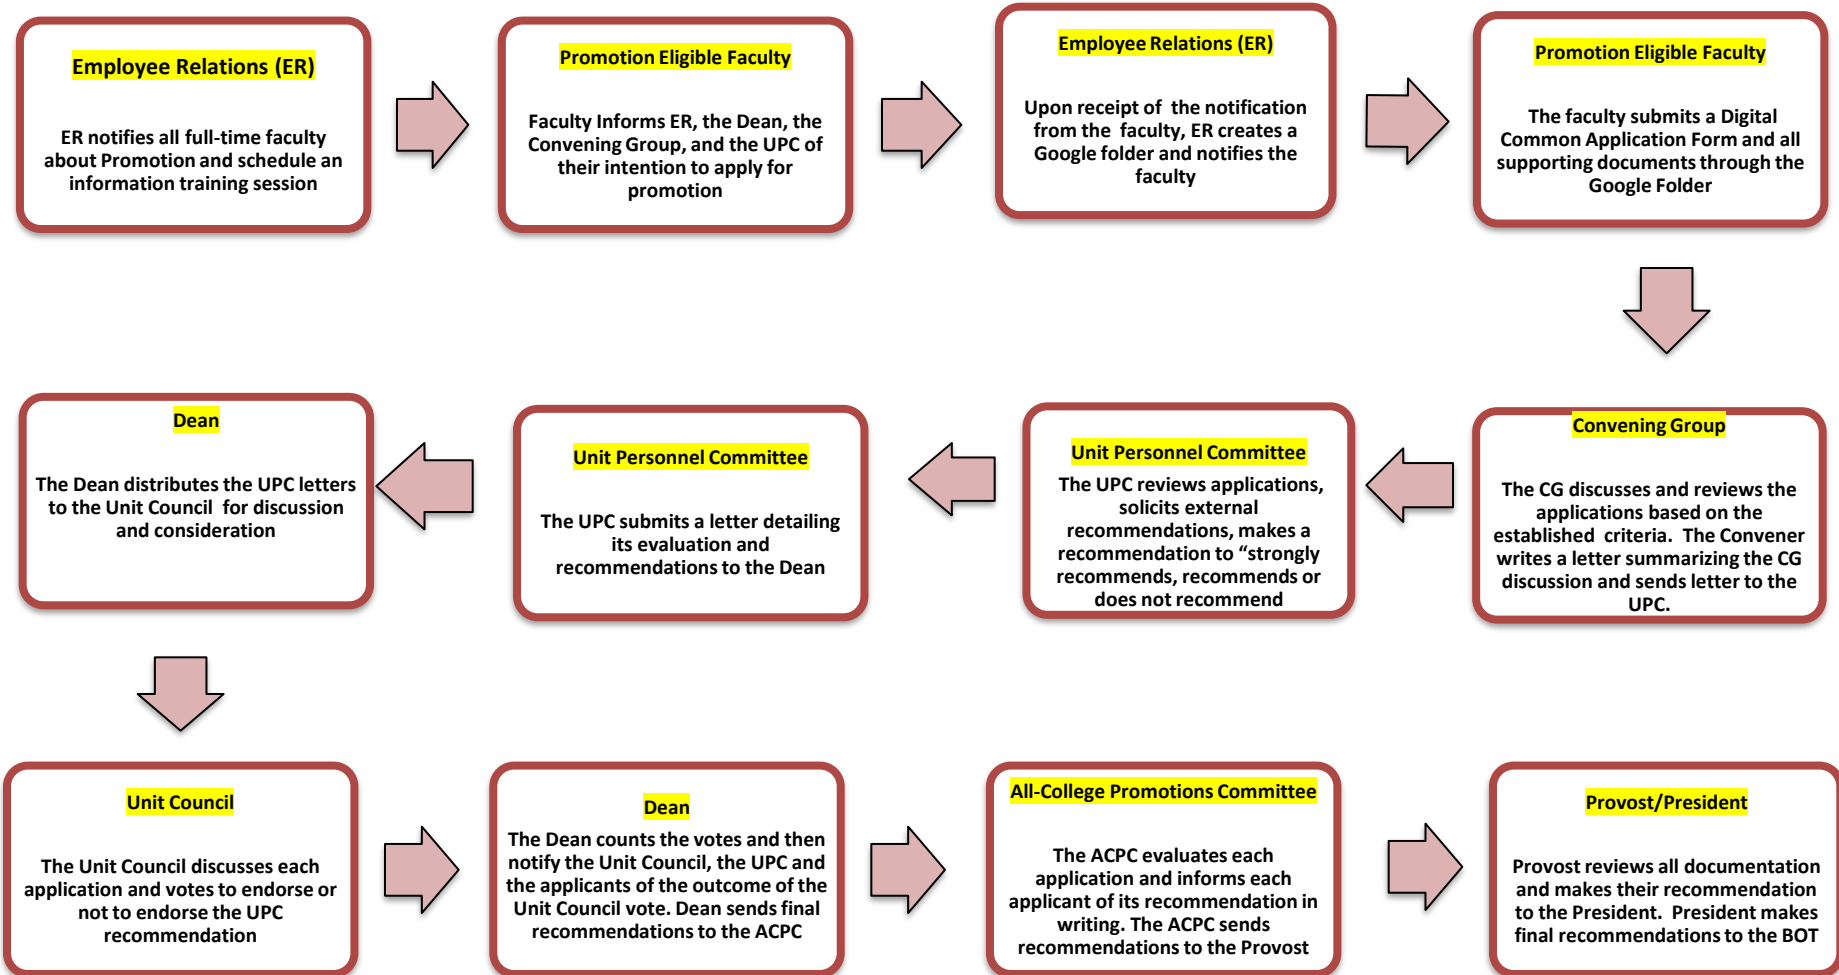 Employee Relations (ER)
ER notifies all full-time faculty
about Promotion and schedule an
information training session
Promotion Eligible Faculty
Faculty Informs ER, the Dean, the
Convening Group, and the UPC of
their intention to apply for
promotion
Employee Relations (ER)
Upon receipt of the notification
from the faculty, ER creates a
Google folder and notifies the
faculty
Promotion Eligible Faculty
The faculty submits a Digital
Common Application Form and all
supporting documents through the
Google Folder
Convening Group
The CG discusses and reviews the
applications based on the
established criteria. The Convener
writes a letter summarizing the CG
discussion and sends letter to the
UPC.
Unit Personnel Committee
The UPC reviews applications,
solicits external
recommendations, makes a
recommendation to “strongly
recommends, recommends or
does not recommend
Unit Personnel Committee
The UPC submits a letter detailing
its evaluation and
recommendations to the Dean
Dean
The Dean distributes the UPC letters
to the Unit Council for discussion
and consideration
Unit Council
The Unit Council discusses each
application and votes to endorse or
not to endorse the UPC
recommendation
Dean
The Dean counts the votes and then
notify the Unit Council, the UPC and
the applicants of the outcome of the
Unit Council vote. Dean sends final
recommendations to the ACPC
All-College Promotions Committee
The ACPC evaluates each
application and informs each
applicant of its recommendation in
writing. The ACPC sends
recommendations to the Provost
Provost/President
Provost reviews all documentation
and makes their recommendation
to the President. President makes
final recommendations to the BOT